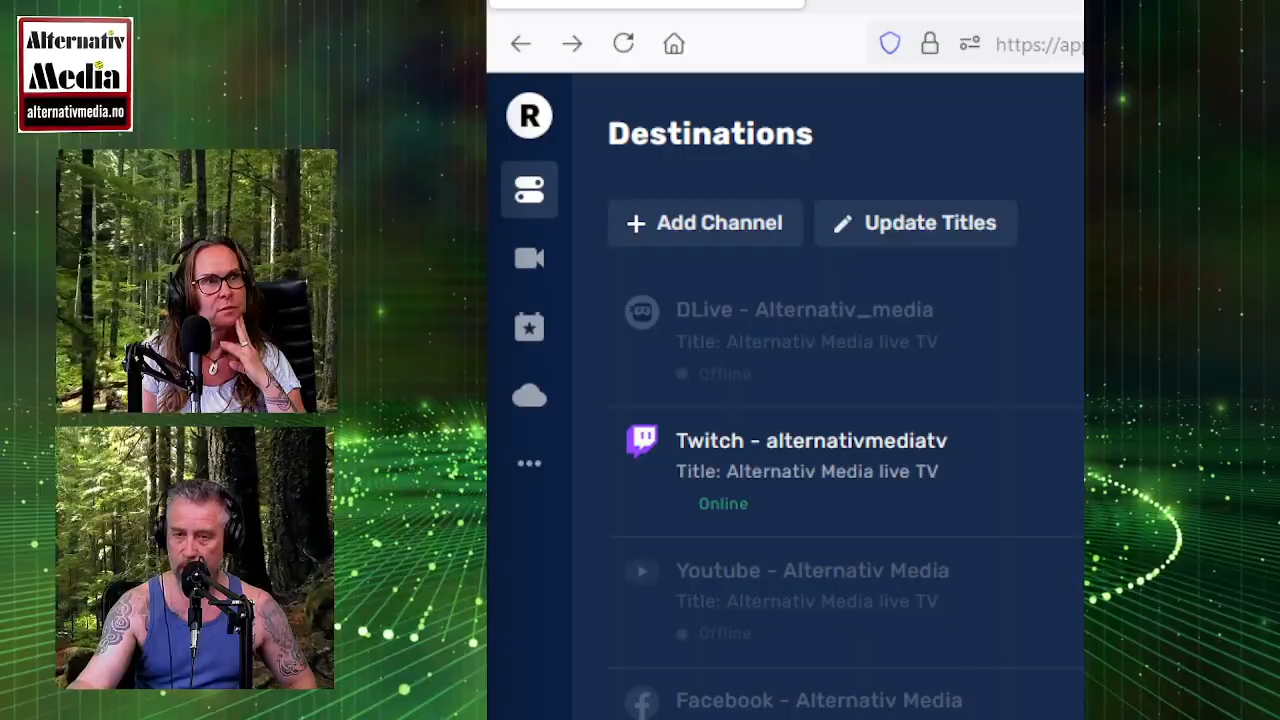 Alternativ
Media
alternativmedia.no
https://app
R
Destinations
+ Add Channel
Update Titles
DLive - Alternativ_media
Title: Alternativ Media live TV
Offline
Twitch - alternativmediatv
Title: Alternativ Media live TV
Online
Youtube - Alternativ Media
Title: Alternativ Media live TV
Offline
Facebook - Alternativ Media